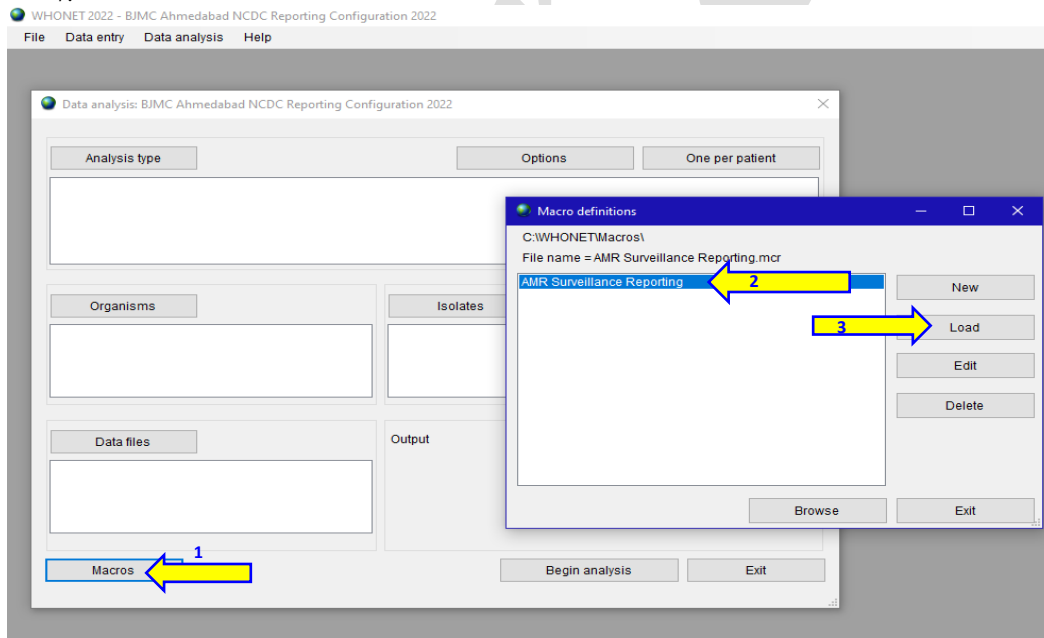 WHONET 2022 - BJMC Ahmedabad NCDC Reporting Configuration 2022
File Data entry Data analysis Help
Data analysis: BJMC Ahmedabad NCDC Reporting Configuration 2022
Analysis type Options One per patient
Macro definitions
C:\WHONET\Macros\
File name = AMR Surveillance Reporting.mcr
AMR Surveillance Reporting 2
New
Organisms Isolates
3 Load
Edit
Delete
Data files Output
Browse Exit
1
Macros Begin analysis Exit